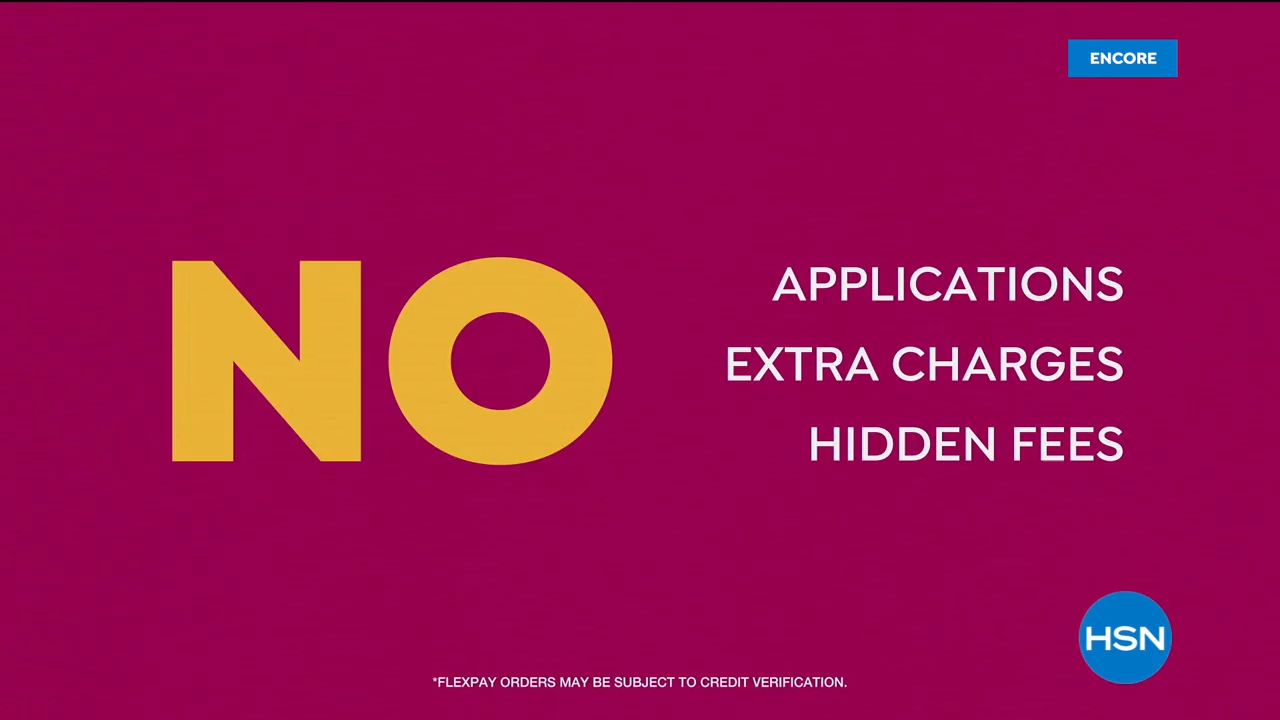 ENCORE
NO
APPLICATIONS
EXTRA CHARGES
HIDDEN FEES
HSN
*FLEXPAY ORDERS MAY BE SUBJECT TO CREDIT VERIFICATION.